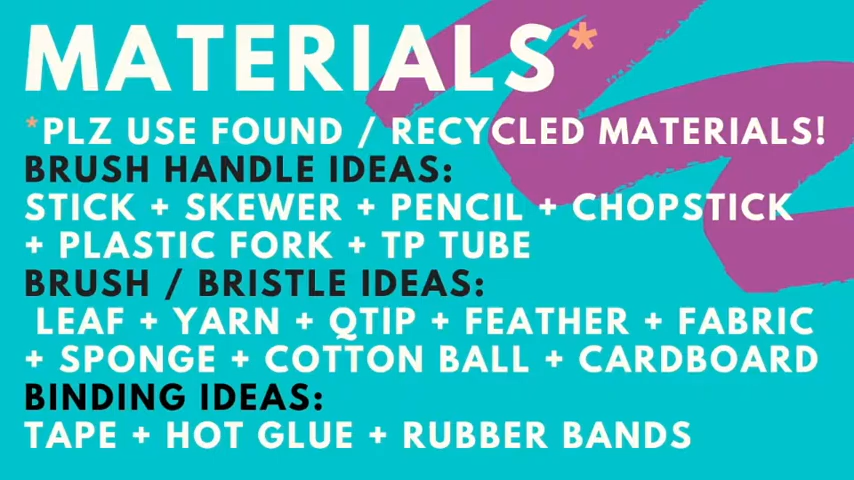 MATERIALS*
*PLZ USE FOUND / RECYCLED MATERIALS!
BRUSH HANDLE IDEAS:
STICK + SKEWER + PENCIL + CHOPSTICK
+ PLASTIC FORK + TP TUBE
BRUSH / BRISTLE IDEAS:
LEAF + YARN + QTIP + FEATHER + FABRIC
+ SPONGE + COTTON BALL + CARDBOARD
BINDING IDEAS:
TAPE + HOT GLUE + RUBBER BANDS